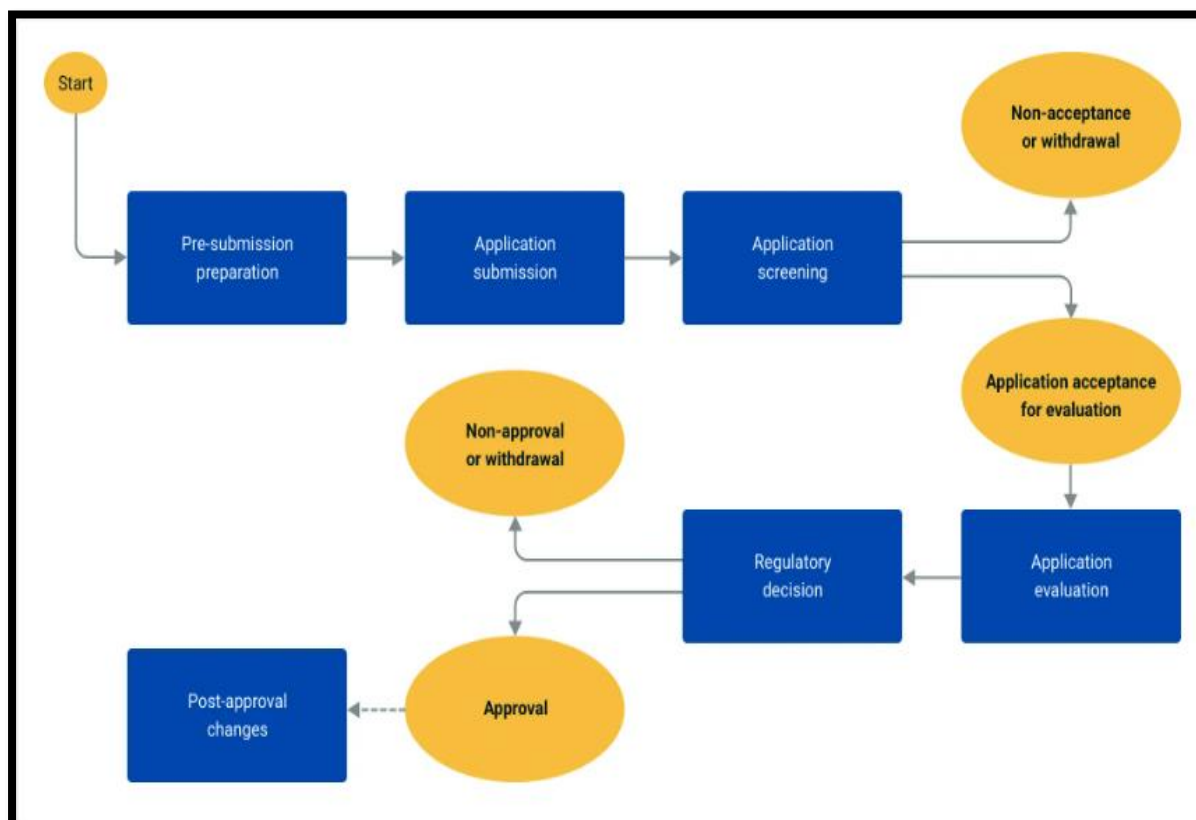 Start
Non-acceptance
or withdrawal
Pre-submission
preparation
Application
submission
Application
screening
Application acceptance
for evaluation
Non-approval
or withdrawal
Regulatory
decision
Application
evaluation
Post-approval
changes
Approval